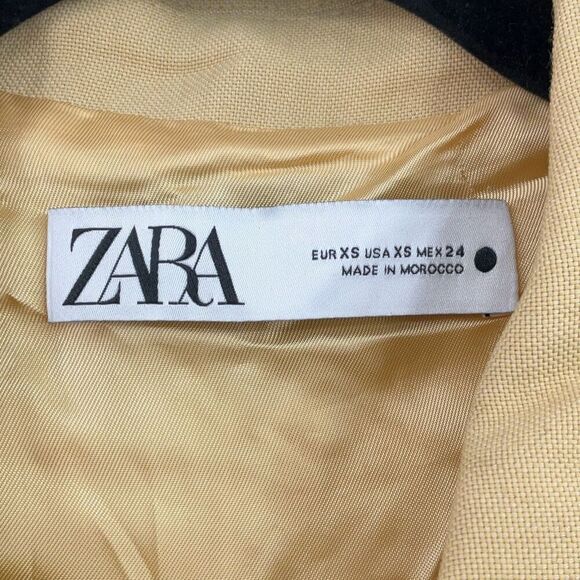 ZARA
EUR XS USA XS MEX 24
MADE IN MOROCCO